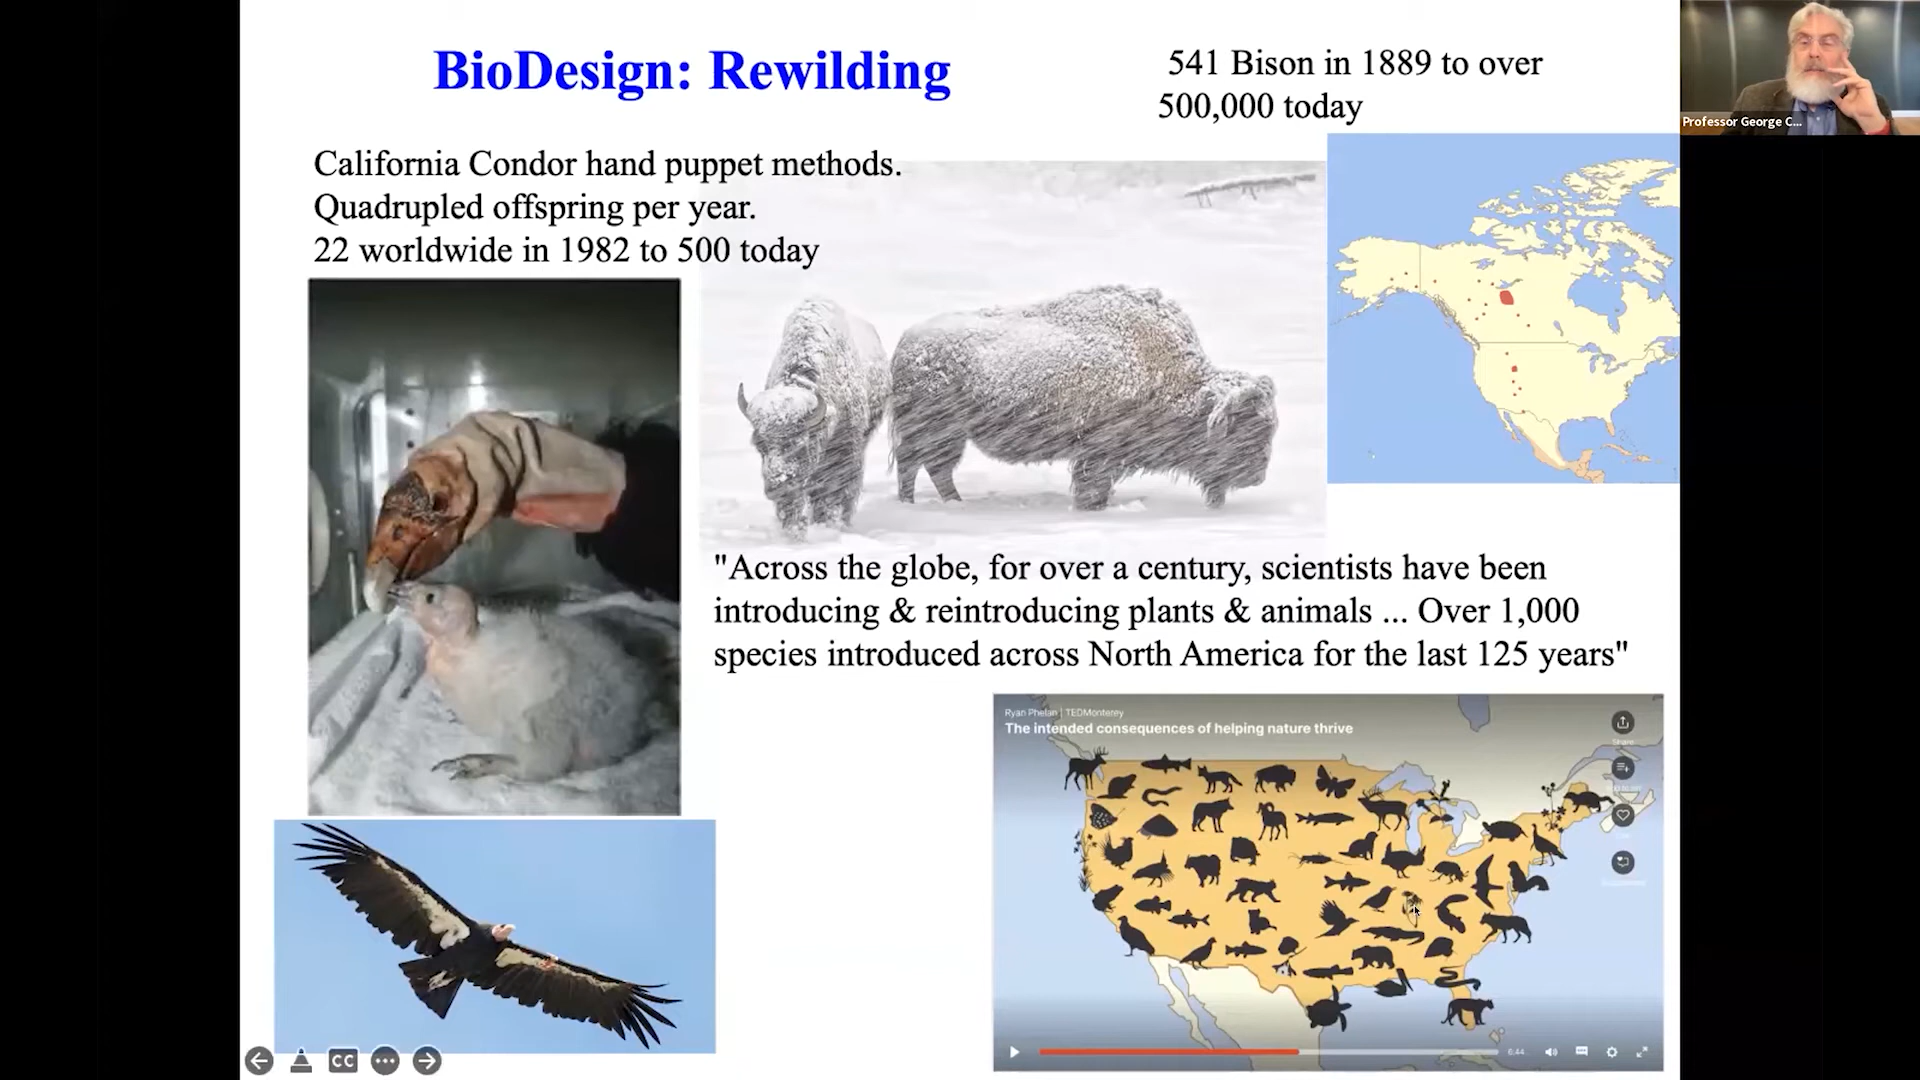 BioDesign: Rewilding
541 Bison in 1889 to over
500,000 today
Professor George C...
California Condor hand puppet methods.
Quadrupled offspring per year.
22 worldwide in 1982 to 500 today
"Across the globe, for over a century, scientists have been
introducing & reintroducing plants & animals ... Over 1,000
species introduced across North America for the last 125 years"
Ryan Phelan | TEDMonterey
The intended consequences of helping nature thrive
Share
6:44
CC